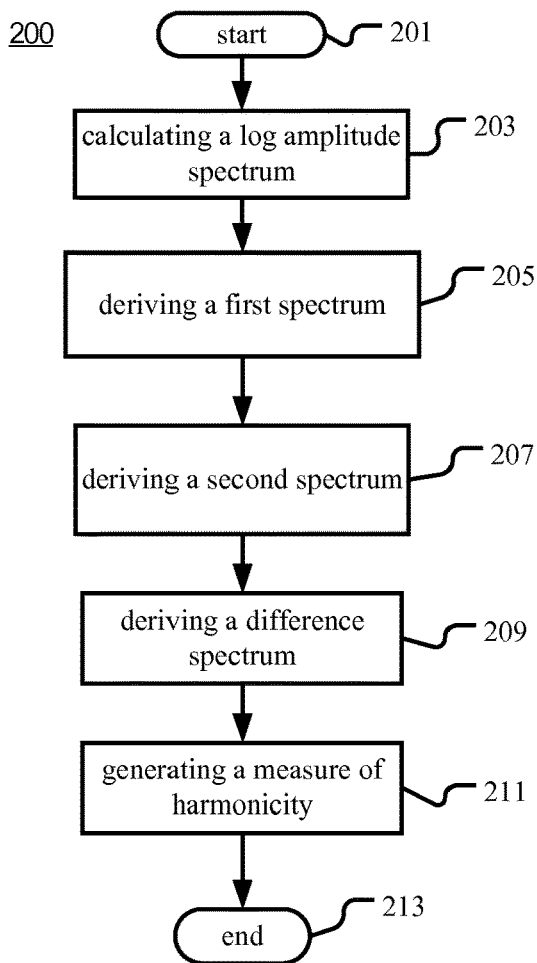 200
start
201
calculating a log amplitude
spectrum
203
deriving a first spectrum
205
deriving a second spectrum
207
deriving a difference
spectrum
209
generating a measure of
harmonicity
211
end
213